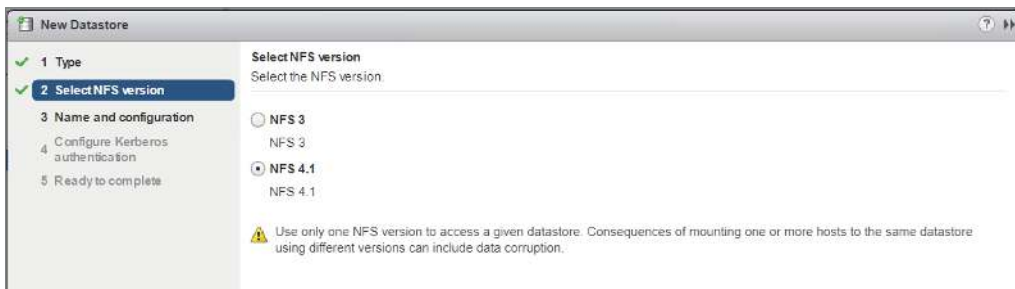 New Datastore
1 Type
2 Select NFS version
3 Name and configuration
4 Configure Kerberos
authentication
5 Ready to complete
Select NFS version
Select the NFS version
NFS 3
NFS 3
NFS 4.1
NFS 4.1
Use only one NFS version to access a given datastore. Consequences of mounting one or more hosts to the same datastore
using different versions can include data corruption.